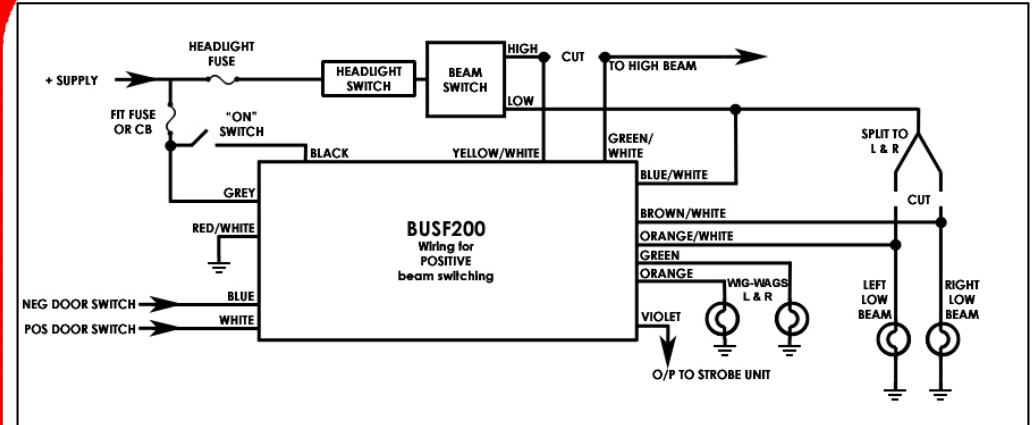 HEADLIGHT
FUSE
+ SUPPLY
HEADLIGHT
SWITCH
BEAM
SWITCH
HIGH
CUT
TO HIGH BEAM
LOW
FIT FUSE
OR CB
"ON"
SWITCH
BLACK
YELLOW/WHITE
GREEN/
WHITE
SPLIT TO
L & R
BLUE/WHITE
GREY
CUT
RED/WHITE
BUSF200
Wiring for
POSITIVE
beam switching
BROWN/WHITE
ORANGE/WHITE
GREEN
ORANGE
WIG-WAGS
L & R
LEFT
LOW
BEAM
RIGHT
LOW
BEAM
NEG DOOR SWITCH
BLUE
POS DOOR SWITCH
WHITE
VIOLET
O/P TO STROBE UNIT